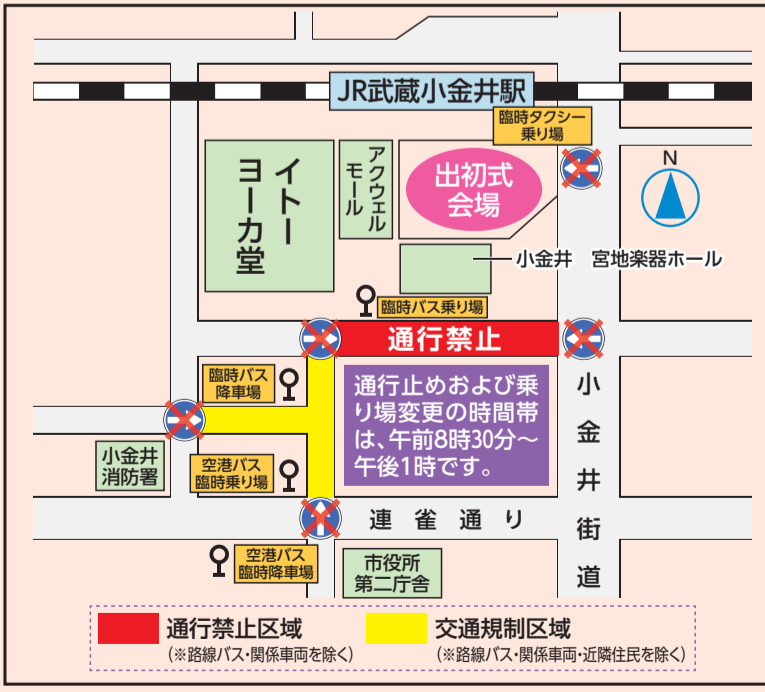 JR武蔵小金井駅
臨時タクシー
乗り場
イトー
ヨーカ堂
アクウェル
モール
出初式
会場
N
小金井 宮地楽器ホール
臨時バス乗り場
通行禁止
臨時バス
降車場
通行止めおよび乗
り場変更の時間帯
は、午前8時30分〜
午後1時です。
小金井街道
小金井
消防署
空港バス
臨時乗り場
連雀通り
空港バス
臨時降車場
市役所
第二庁舎
通行禁止区域
(※路線バス・関係車両を除く)
交通規制区域
(※路線バス・関係車両・近隣住民を除く)